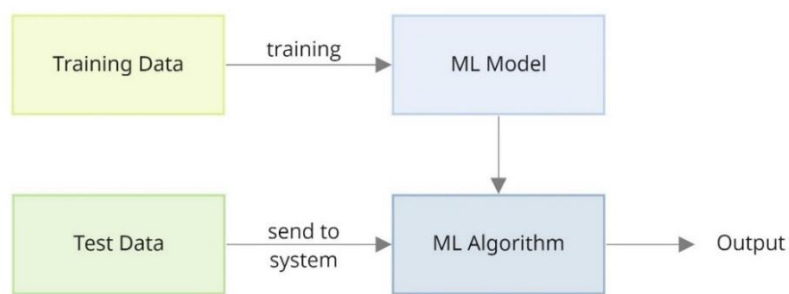 Training Data
training
ML Model
Test Data
send to
system
ML Algorithm
Output